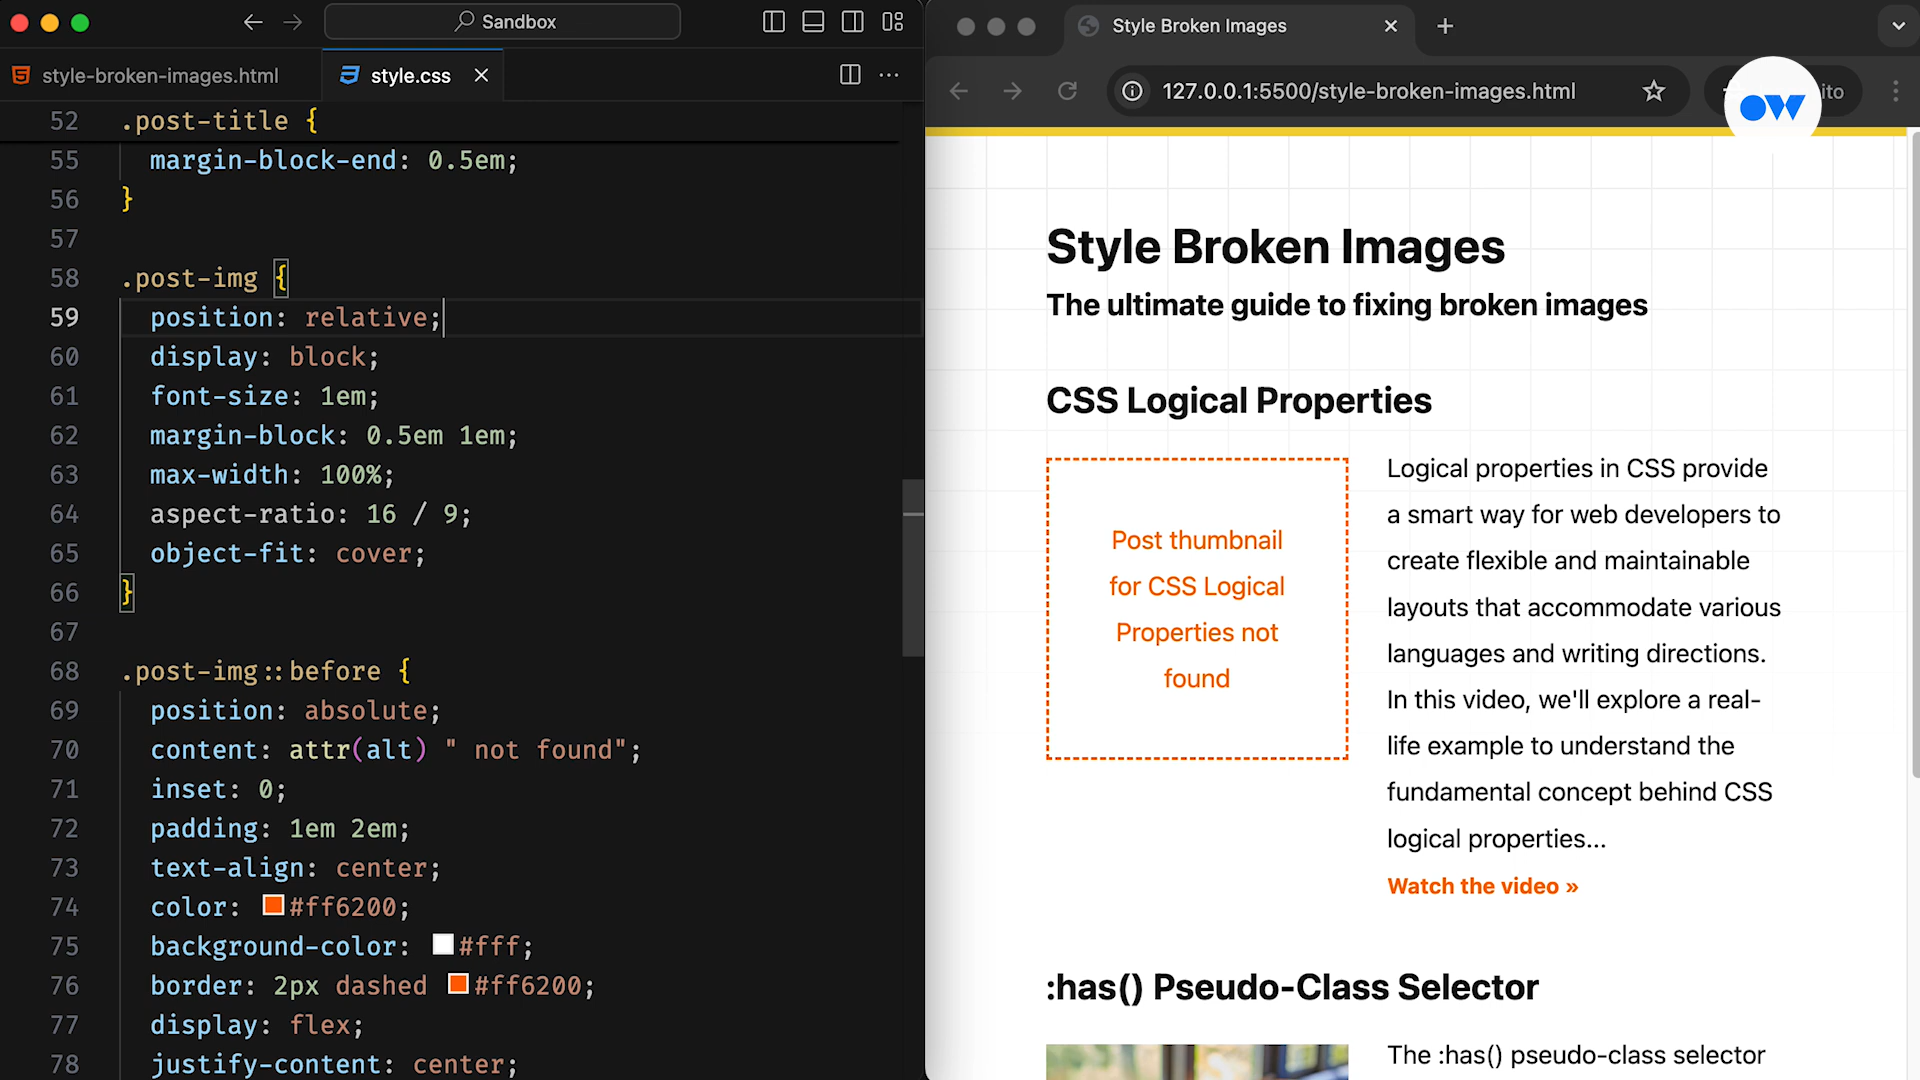 Sandbox
style-broken-images.html
style.css
52 .post-title {
55 margin-block-end: 0.5em;
56 }
57
58 .post-img {
59 position: relative;
60 display: block;
61 font-size: 1em;
62 margin-block: 0.5em 1em;
63 max-width: 100%;
64 aspect-ratio: 16 / 9;
65 object-fit: cover;
66 }
67
68 .post-img::before {
69 position: absolute;
70 content: attr(alt) " not found";
71 inset: 0;
72 padding: 1em 2em;
73 text-align: center;
74 color: #ff6200;
75 background-color: #fff;
76 border: 2px dashed #ff6200;
77 display: flex;
78 justify-content: center;
Style Broken Images
127.0.0.1:5500/style-broken-images.html
ow
Style Broken Images
The ultimate guide to fixing broken images
CSS Logical Properties
Post thumbnail
for CSS Logical
Properties not
found
Logical properties in CSS provide
a smart way for web developers to
create flexible and maintainable
layouts that accommodate various
languages and writing directions.
In this video, we'll explore a real-
life example to understand the
fundamental concept behind CSS
logical properties...
Watch the video »
:has() Pseudo-Class Selector
The :has() pseudo-class selector